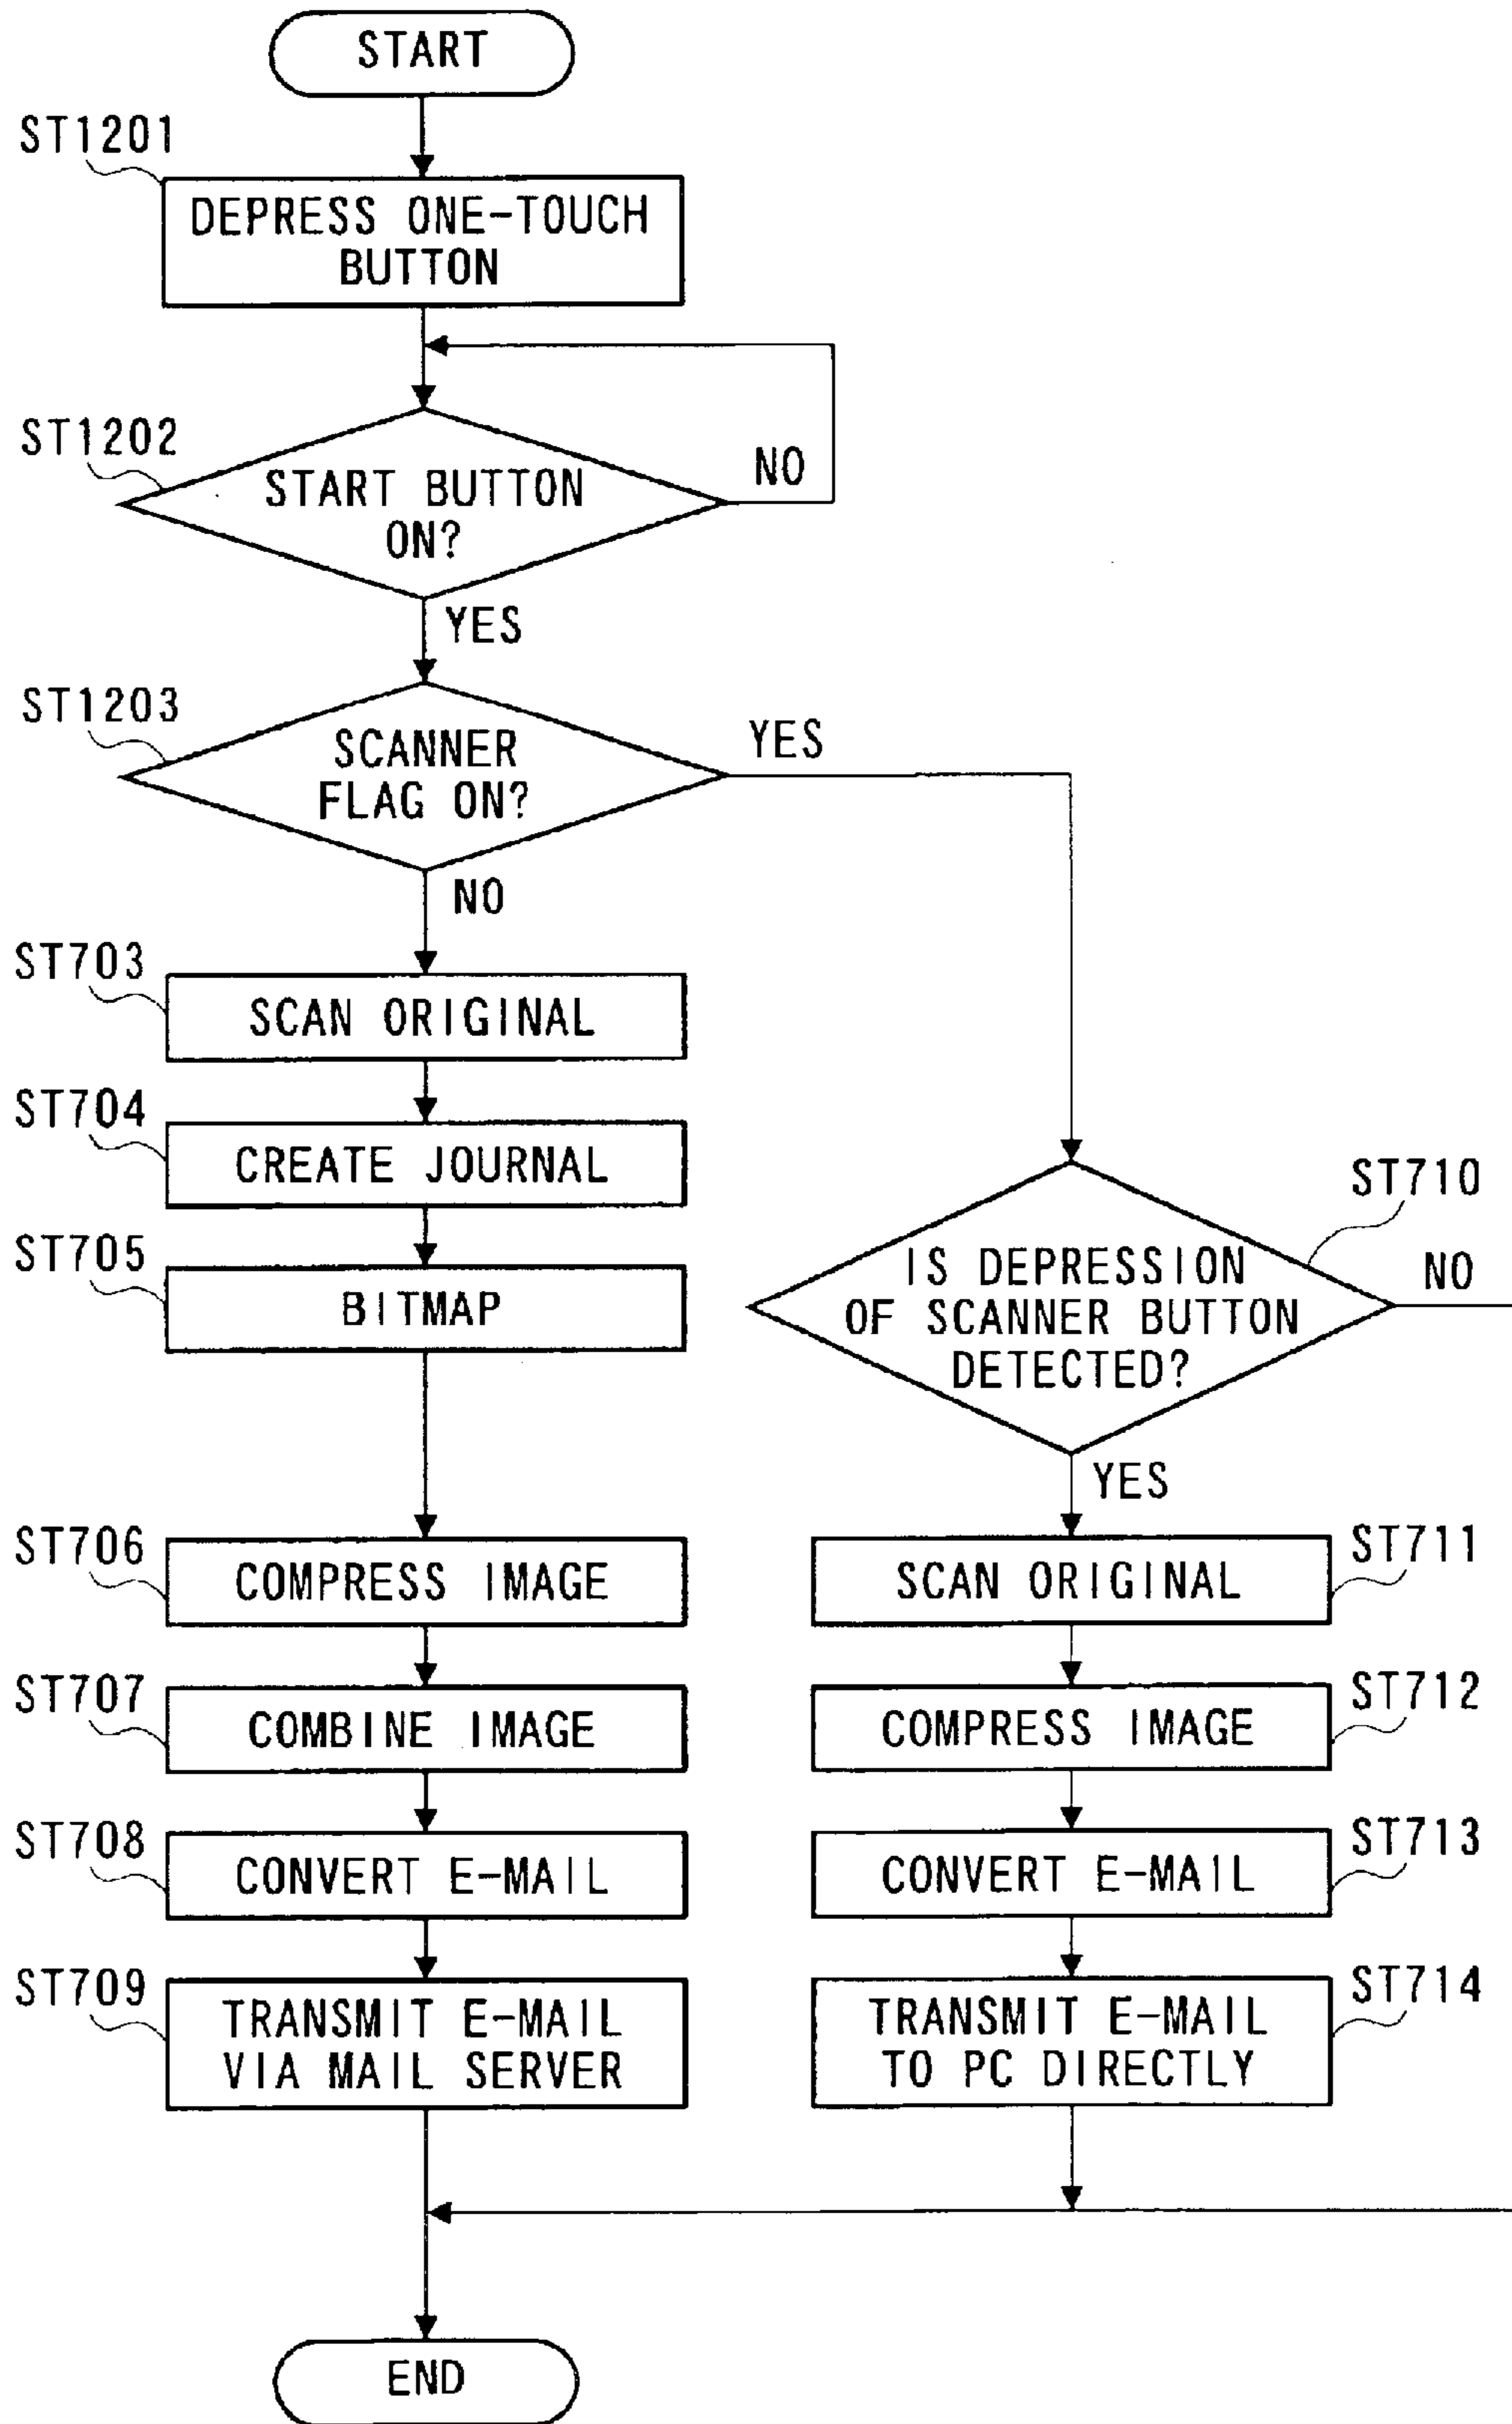 START
ST1201
DEPRESS ONE-TOUCH
BUTTON
ST1202
START BUTTON
ON?
NO
YES
ST1203
SCANNER
FLAG ON?
YES
NO
ST703
SCAN ORIGINAL
ST704
CREATE JOURNAL
ST705
BITMAP
ST710
IS DEPRESSION
OF SCANNER BUTTON
DETECTED?
NO
YES
ST706
COMPRESS IMAGE
ST707
COMBINE IMAGE
ST708
CONVERT E-MAIL
ST709
TRANSMIT E-MAIL
VIA MAIL SERVER
ST711
SCAN ORIGINAL
ST712
COMPRESS IMAGE
ST713
CONVERT E-MAIL
ST714
TRANSMIT E-MAIL
TO PC DIRECTLY
END